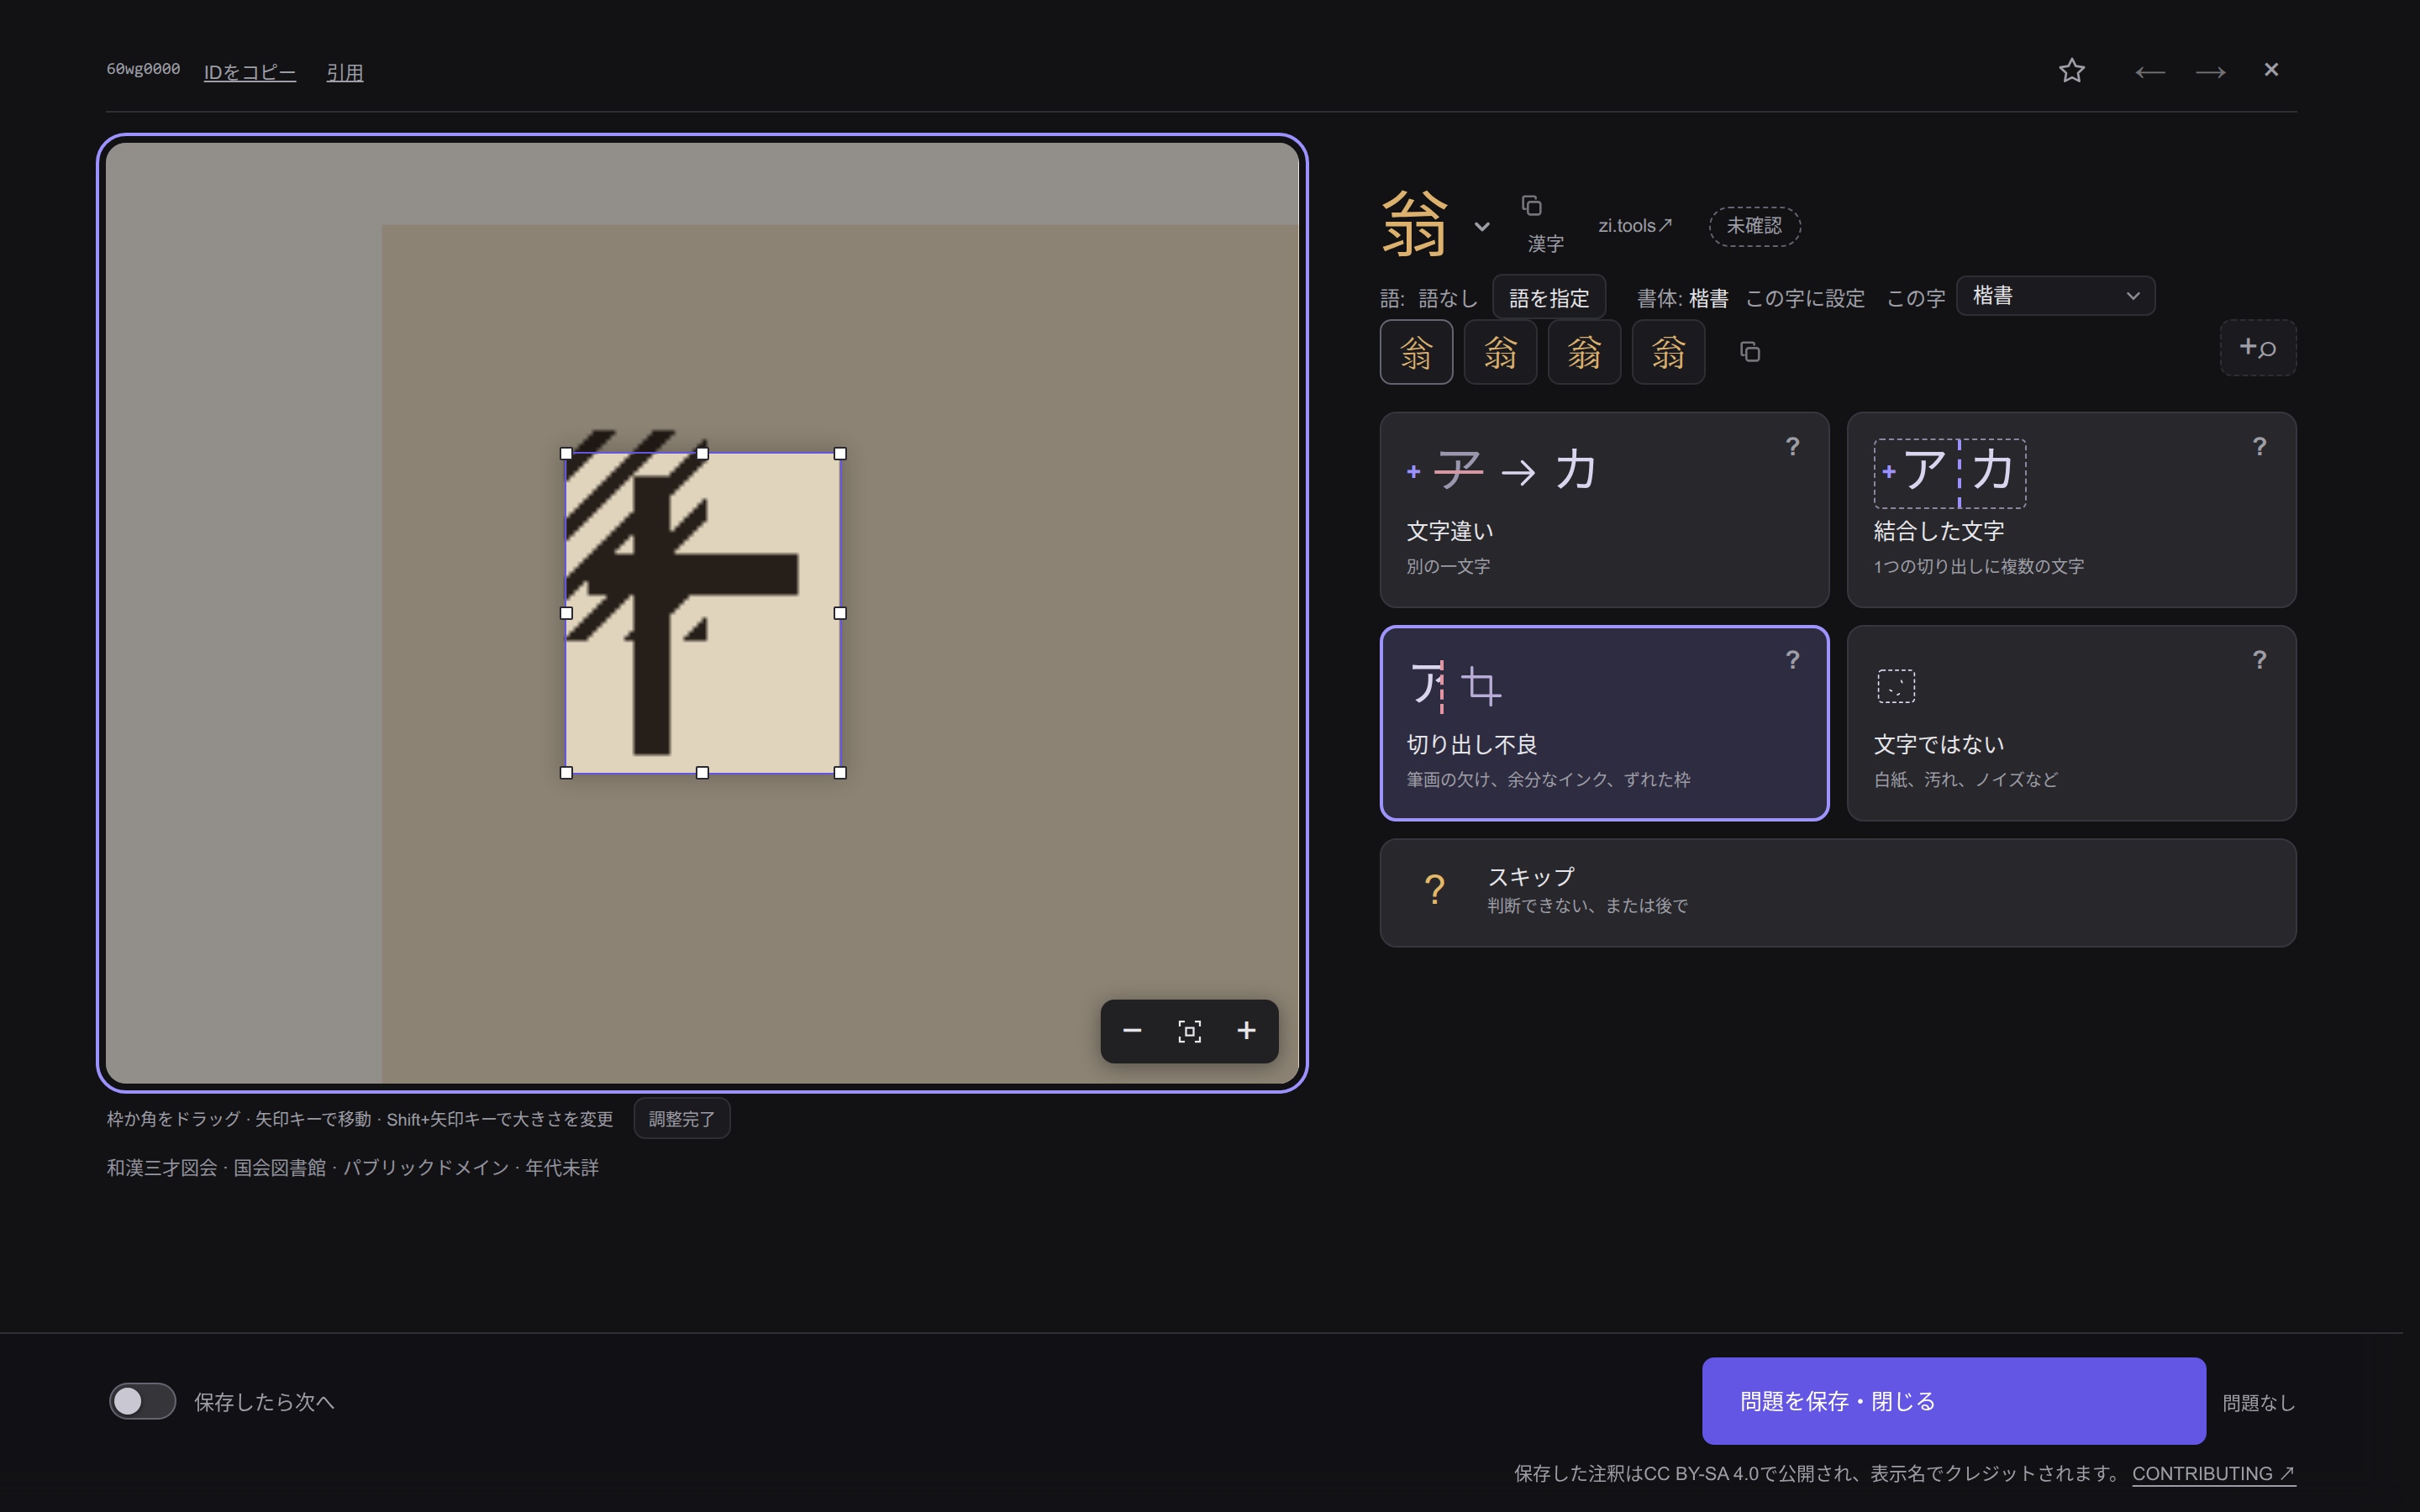 60wg0000 IDをコピー 引用
翁 漢字 zi.tools↗ 未確認
語: 語なし 語を指定 書体: 楷書 この字に設定 この字 楷書
翁 翁 翁 翁
+ア → カ
文字違い
別の一文字
+ア カ
結合した文字
1つの切り出しに複数の文字
ア
切り出し不良
筆画の欠け、余分なインク、ずれた枠
文字ではない
白紙、汚れ、ノイズなど
? スキップ
判断できない、または後で
枠か角をドラッグ · 矢印キーで移動 · Shift+矢印キーで大きさを変更 調整完了
和漢三才図会 · 国会図書館 · パブリックドメイン · 年代未詳
保存したら次へ
問題を保存・閉じる 問題なし
保存した注釈はCC BY-SA 4.0で公開され、表示名でクレジットされます。 CONTRIBUTING ↗